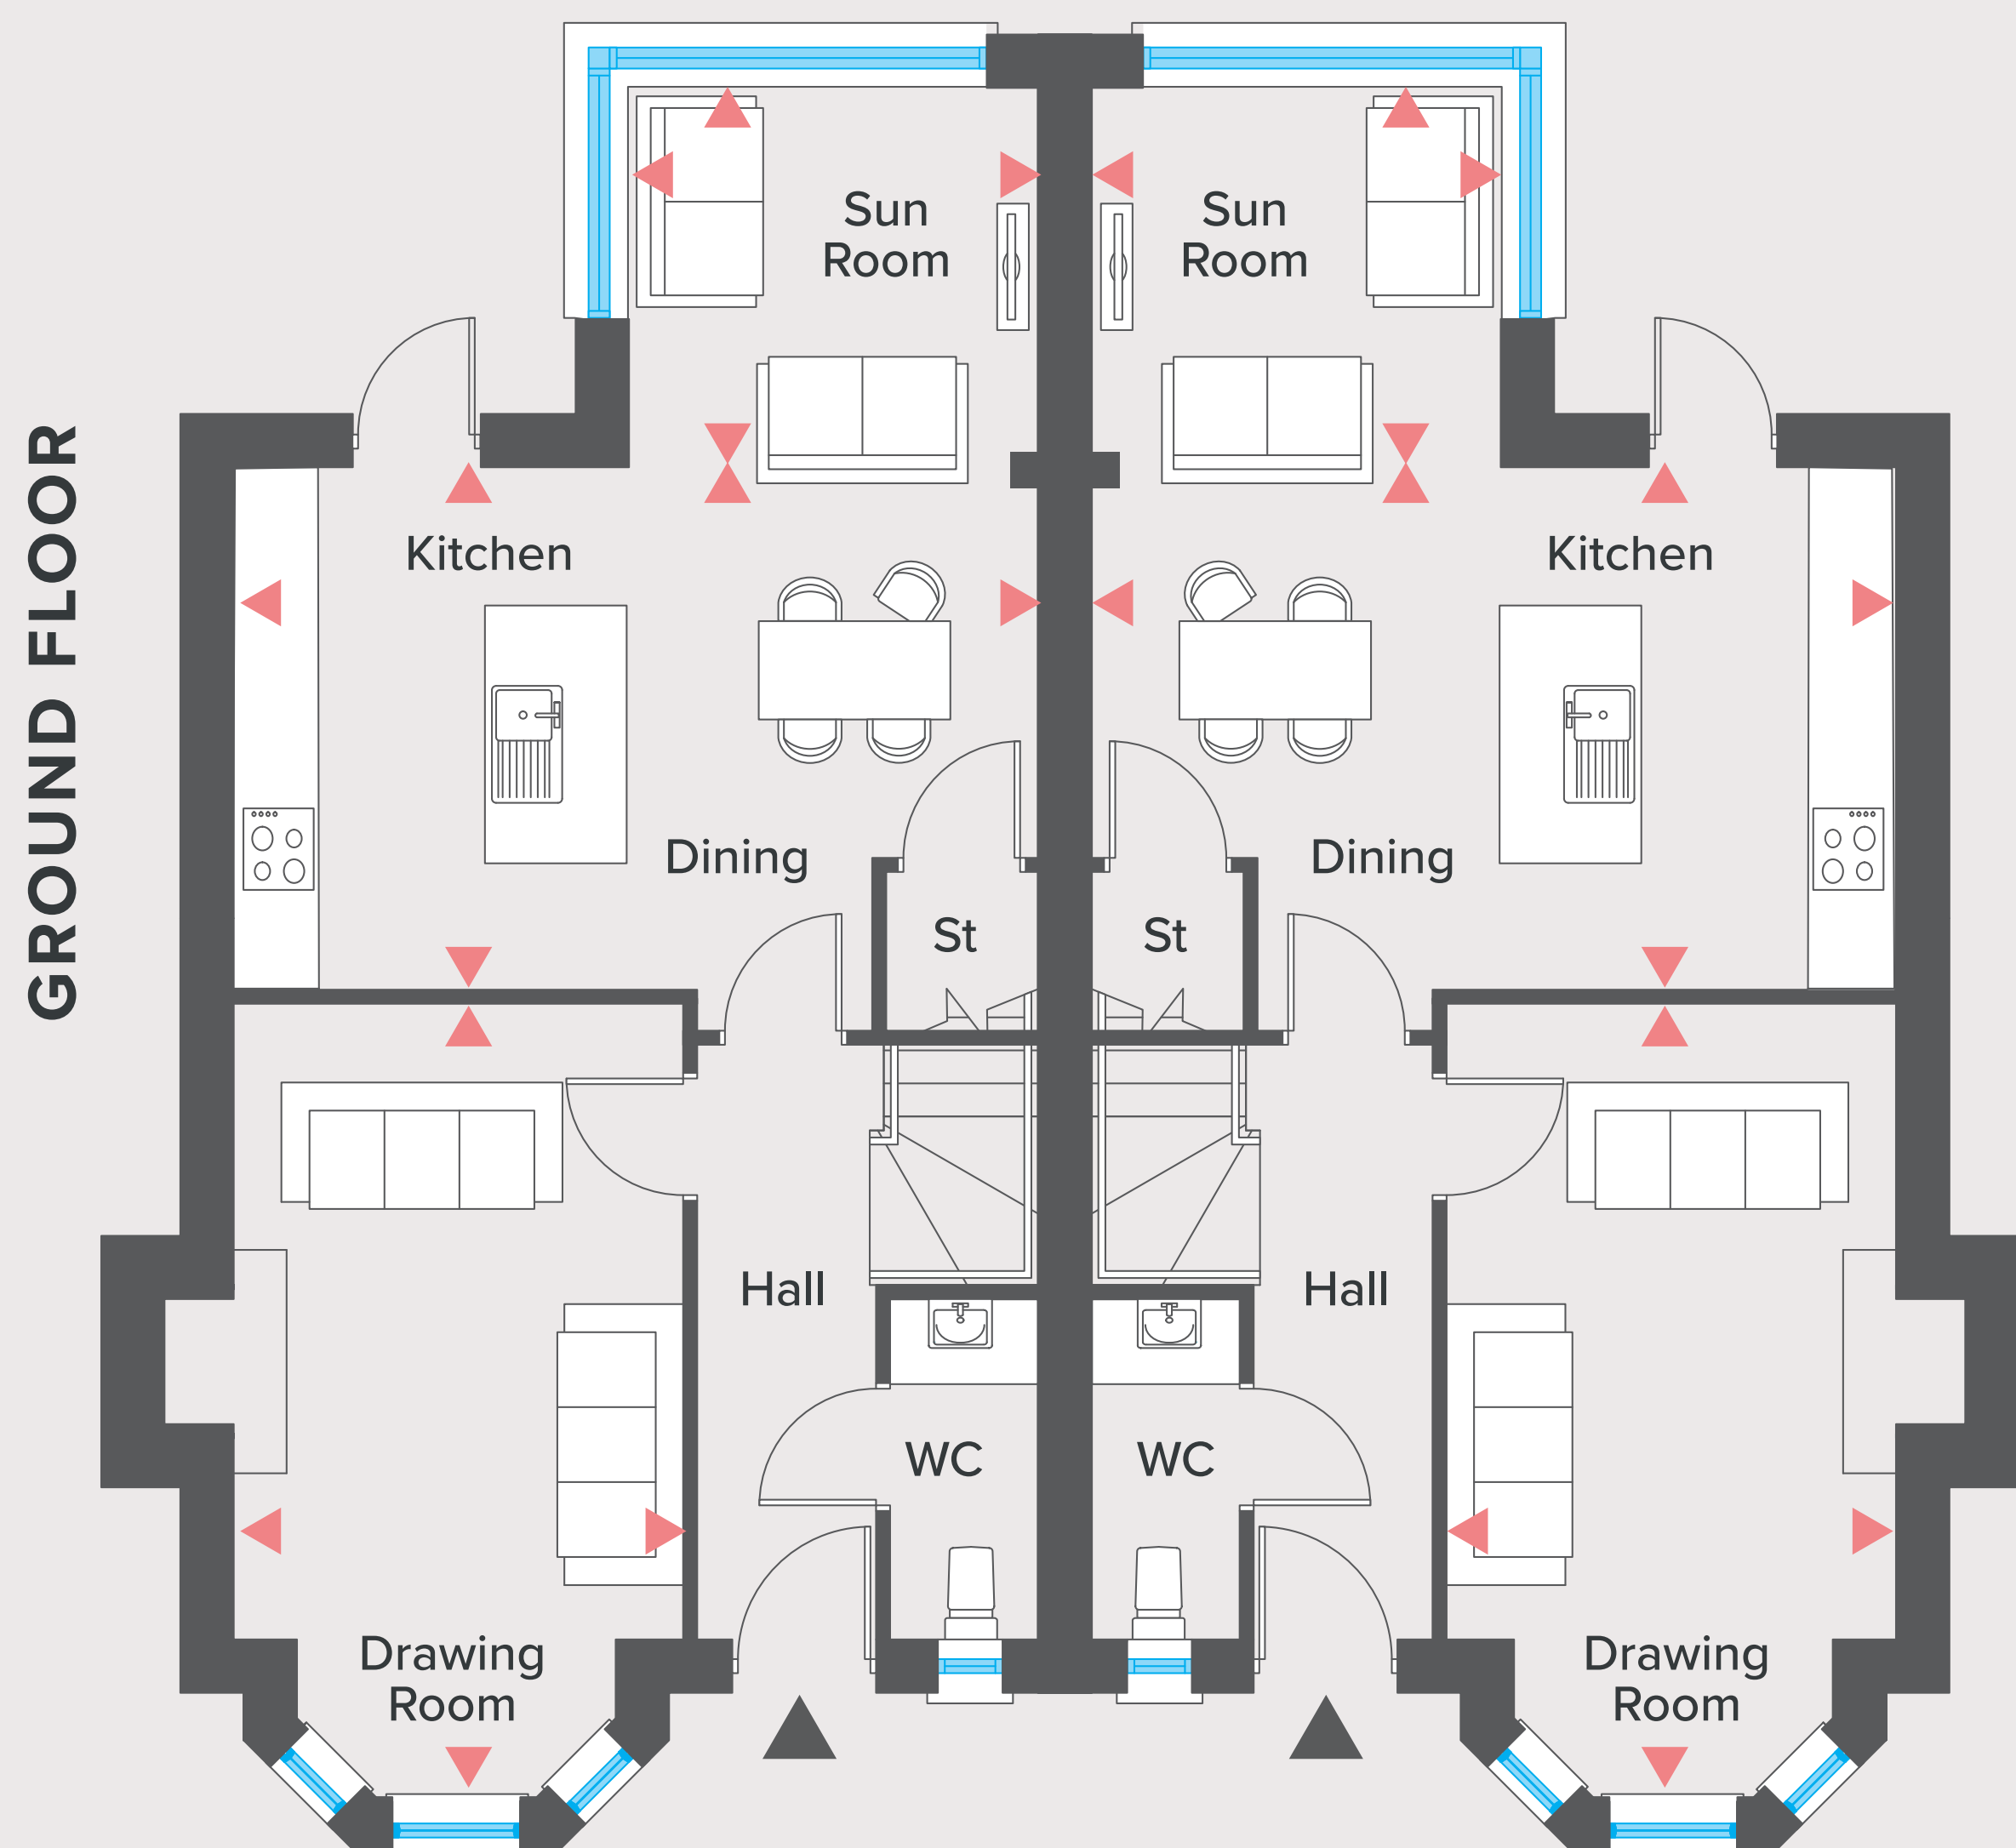 GROUND FLOOR
Sun
Room
Sun
Room
Kitchen
Kitchen
Dining
Dining
St
St
Hall
Hall
WC
WC
Drawing
Room
Drawing
Room